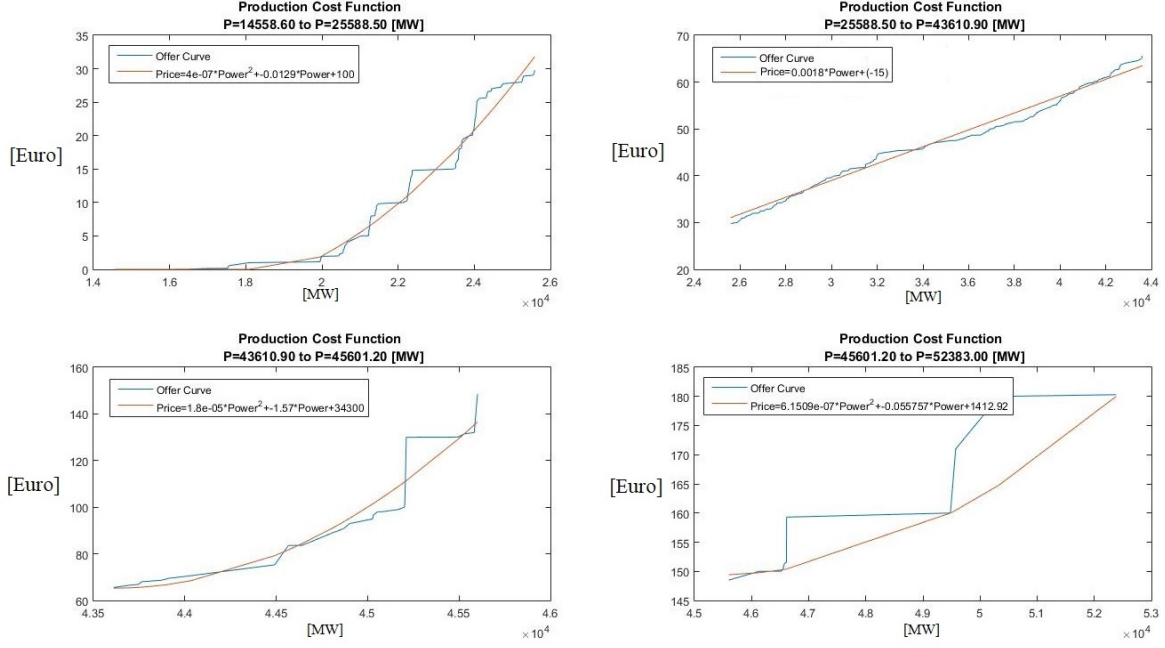 Production Cost Function
P=14558.60 to P=25588.50 [MW]
35
30
25
20
15
10
5
0
[Euro]
Offer Curve
Price=4e-07*Power²+-0.0129*Power+100
1.4
1.6
1.8
2
2.2
2.4
2.6
[MW]
×10⁴
Production Cost Function
P=25588.50 to P=43610.90 [MW]
70
60
50
40
30
20
[Euro]
Offer Curve
Price=0.0018*Power+(-15)
2.4
2.6
2.8
3
3.2
3.4
3.6
3.8
4
4.2
4.4
[MW]
×10⁴
Production Cost Function
P=43610.90 to P=45601.20 [MW]
160
140
120
100
80
60
[Euro]
Offer Curve
Price=1.8e-05*Power²+-1.57*Power+34300
4.35
4.4
4.45
4.5
4.55
4.6
[MW]
×10⁴
Production Cost Function
P=45601.20 to P=52383.00 [MW]
185
180
175
170
165
160
155
150
145
[Euro]
Offer Curve
Price=6.1509e-07*Power²+-0.055757*Power+1412.92
4.5
4.6
4.7
4.8
4.9
5
5.1
5.2
5.3
[MW]
×10⁴